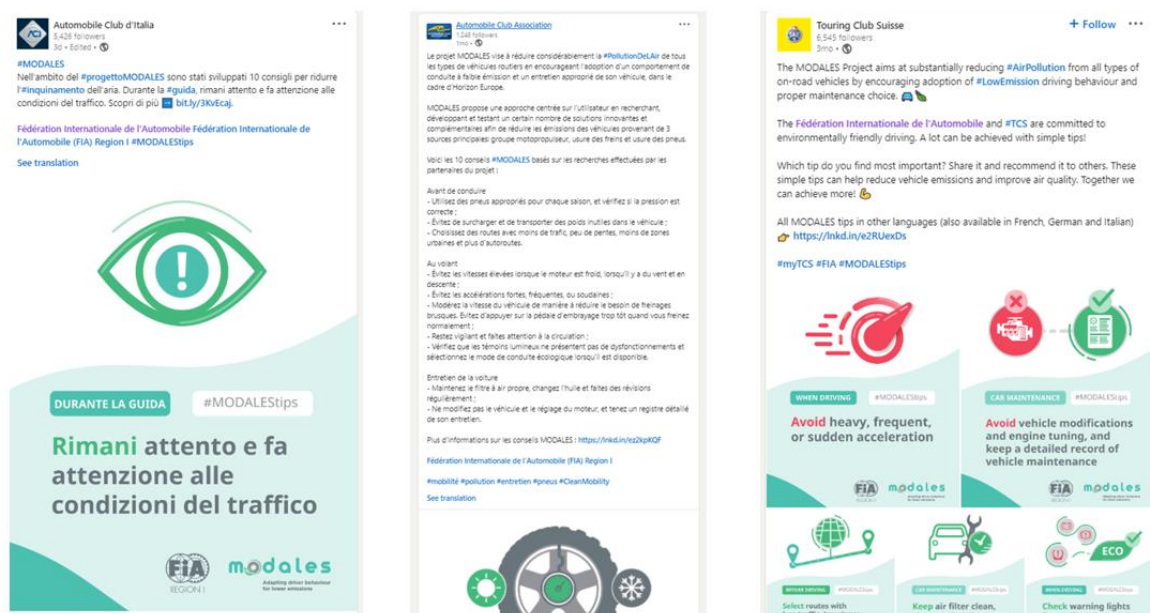 Automobile Club d'Italia
5,426 followers
3d • Edited •
#MODALES
Nell'ambito del #progettoMODALES sono stati sviluppati 10 consigli per ridurre
l'#inquinamento dell'aria. Durante la #guida, rimani attento e fa attenzione alle
condizioni del traffico. Scopri di più ➡️ bit.ly/3KvEcaj.
Fédération Internationale de l'Automobile Fédération Internationale de
l'Automobile (FIA) Region I #MODALEStips
See translation
DURANTE LA GUIDA
#MODALEStips
Rimani attento e fa
attenzione alle
condizioni del traffico
FiA
REGION I
modales
Adapting driver behaviour
for lower emissions
Automobile Club Association
1,248 followers
1mo •
Le projet MODALES vise à réduire considérablement la #PollutionDeLAir de tous
les types de véhicules routiers en encourageant l'adoption d'un comportement de
conduite à faible émission et un entretien approprié de son véhicule, dans le
cadre d'Horizon Europe.
MODALES propose une approche centrée sur l'utilisateur en recherchant,
développant et testant un certain nombre de solutions innovantes et
complémentaires afin de réduire les émissions des véhicules provenant de 3
sources principales: groupe motopropulseur, usure des freins et usure des pneus.
Voici les 10 conseils #MODALES basés sur les recherches effectuées par les
partenaires du projet :
Avant de conduire
- Utilisez des pneus appropriés pour chaque saison, et vérifiez si la pression est
correcte ;
- Évitez de surcharger et de transporter des poids inutiles dans le véhicule ;
- Choisissez des routes avec moins de trafic, peu de pentes, moins de zones
urbaines et plus d'autoroutes.
Au volant
- Évitez les vitesses élevées lorsque le moteur est froid, lorsqu'il y a du vent et en
descente ;
- Évitez les accélérations fortes, fréquentes, ou soudaines ;
- Modérez la vitesse du véhicule de manière à réduire le besoin de freinages
brusques. Evitez d'appuyer sur la pédale d'embrayage trop tôt quand vous freinez
normalement ;
- Restez vigilant et faites attention à la circulation ;
- Vérifiez que les témoins lumineux ne présentent pas de dysfonctionnements et
sélectionnez le mode de conduite écologique lorsqu'il est disponible.
Entretien de la voiture
- Maintenez le filtre à air propre, changez l'huile et faites des révisions
régulièrement ;
- Ne modifiez pas le véhicule et le réglage du moteur, et tenez un registre détaillé
de son entretien.
Plus d'informations sur les conseils MODALES : https://lnkd.in/ez2kpKQF
Fédération Internationale de l'Automobile (FIA) Region I
#mobilité #pollution #entretien #pneus #CleanMobility
See translation
Touring Club Suisse
6,545 followers
3mo •
+ Follow
The MODALES Project aims at substantially reducing #AirPollution from all types of
on-road vehicles by encouraging adoption of #LowEmission driving behaviour and
proper maintenance choice. 🚘 🍃
The Fédération Internationale de l'Automobile and #TCS are committed to
environmentally friendly driving. A lot can be achieved with simple tips!
Which tip do you find most important? Share it and recommend it to others. These
simple tips can help reduce vehicle emissions and improve air quality. Together we
can achieve more! 💪
All MODALES tips in other languages (also available in French, German and Italian)
👉 https://lnkd.in/e2RUexDs
#myTCS #FIA #MODALEStips
WHEN DRIVING
#MODALEStips
Avoid heavy, frequent,
or sudden acceleration
FiA
modales
CAR MAINTENANCE
#MODALEStips
Avoid vehicle modifications
and engine tuning, and
keep a detailed record of
vehicle maintenance
FiA
modales
BEFORE DRIVING
#MODALEStips
Select routes with
CAR MAINTENANCE
#MODALEStips
Keep air filter clean,
ECO
WHEN DRIVING
#MODALEStips
Check warning lights